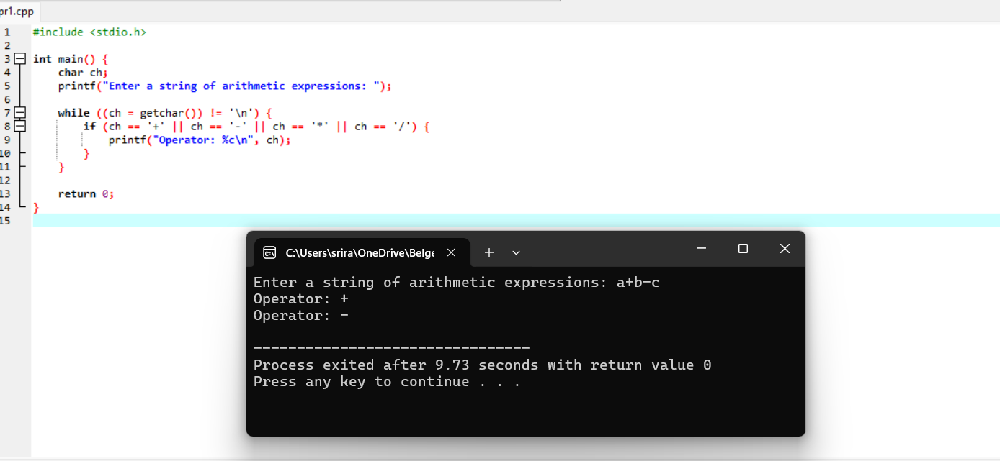 pr1.cpp
1 #include <stdio.h>
2
3 int main() {
4 char ch;
5 printf("Enter a string of arithmetic expressions: ");
6
7 while ((ch = getchar()) != '\n') {
8 if (ch == '+' || ch == '-' || ch == '*' || ch == '/') {
9 printf("Operator: %c\n", ch);
10 }
11 }
12
13 return 0;
14 }
15
C:\Users\srira\OneDrive\Belge
Enter a string of arithmetic expressions: a+b-c
Operator: +
Operator: -
--------------------------------
Process exited after 9.73 seconds with return value 0
Press any key to continue . . .